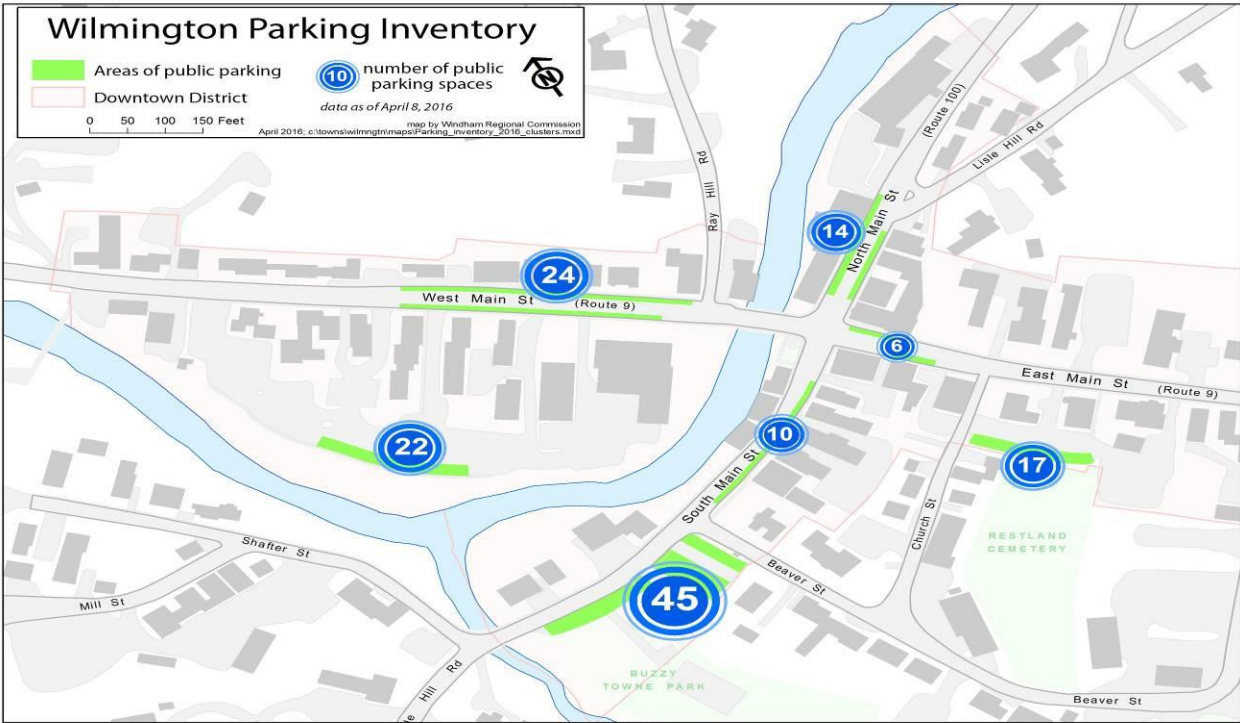 Wilmington Parking Inventory
Areas of public parking
10
number of public
parking spaces
N
Downtown District
data as of April 8, 2016
0 50 100 150 Feet
map by Windham Regional Commission
April 2016; c:\towns\wilmngtn\maps\Parking_inventory_2016_clusters.mxd
(Route 100)
Lisle Hill Rd
Ray Hill Rd
14
North Main St
24
West Main St (Route 9)
6
East Main St (Route 9)
22
10
17
South Main St
Church St
RESTLAND
CEMETERY
Shafter St
Beaver St
Mill St
45
BUZZY
TOWNE PARK
le Hill Rd
Beaver St